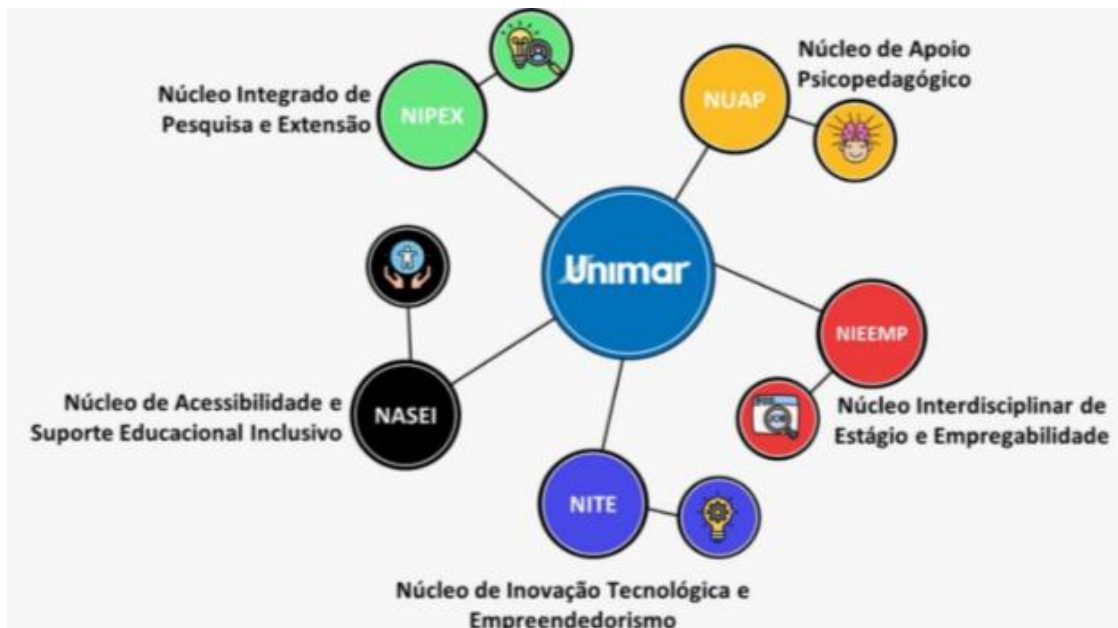 Núcleo Integrado de
Pesquisa e Extensão
NIPEX
NUAP
Núcleo de Apoio
Psicopedagógico
Unimar
NIEEMP
Núcleo Interdisciplinar de
Estágio e Empregabilidade
Núcleo de Acessibilidade e
Suporte Educacional Inclusivo
NASEI
NITE
Núcleo de Inovação Tecnológica e
Empreendedorismo